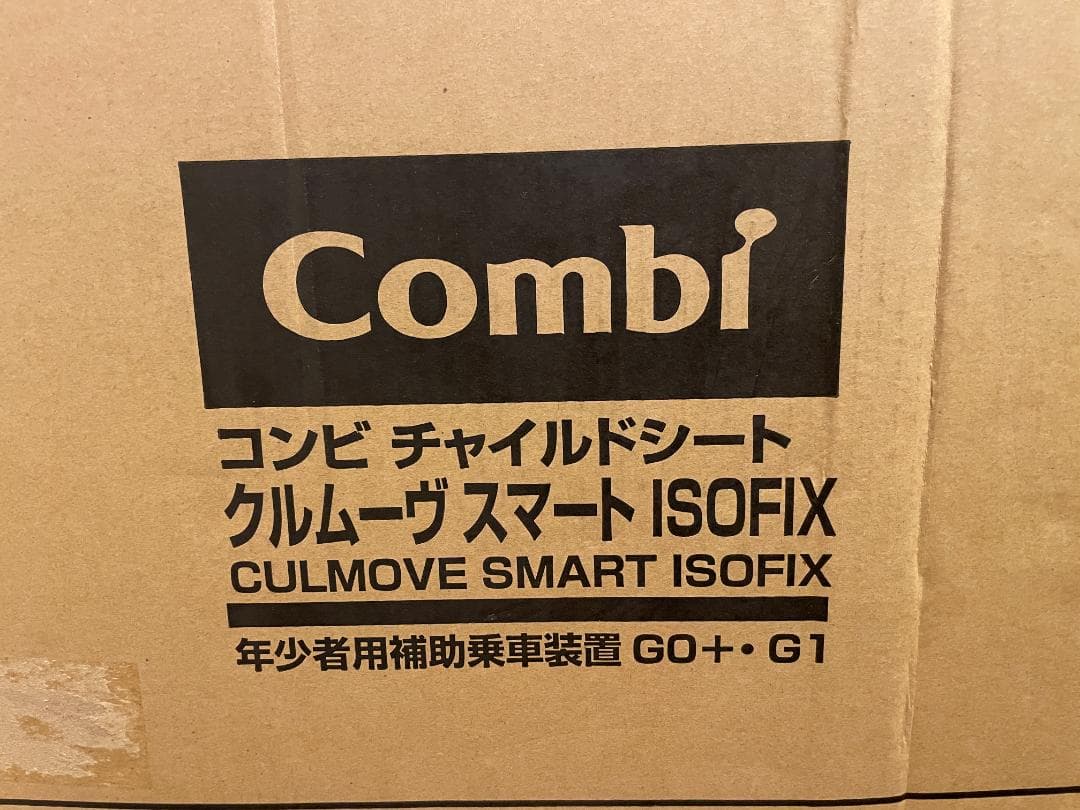 Combi
コンビ チャイルドシート
クルムーヴ スマート ISOFIX
CULMOVE SMART ISOFIX
年少者用補助乗車装置 G0+・G1